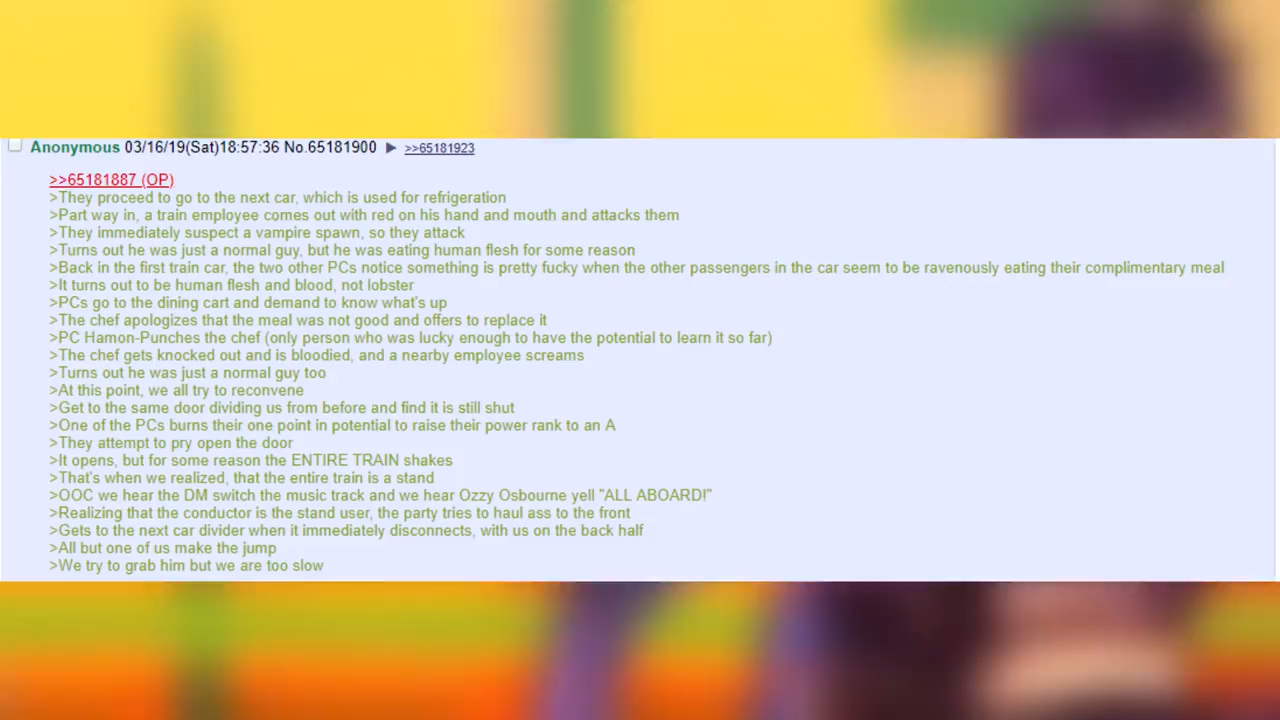 Anonymous 03/16/19(Sat)18:57:36 No.65181900 ▶ >>65181923
>>65181887 (OP)
>They proceed to go to the next car, which is used for refrigeration
>Part way in, a train employee comes out with red on his hand and mouth and attacks them
>They immediately suspect a vampire spawn, so they attack
>Turns out he was just a normal guy, but he was eating human flesh for some reason
>Back in the first train car, the two other PCs notice something is pretty fucky when the other passengers in the car seem to be ravenously eating their complimentary meal
>It turns out to be human flesh and blood, not lobster
>PCs go to the dining cart and demand to know what's up
>The chef apologizes that the meal was not good and offers to replace it
>PC Hamon-Punches the chef (only person who was lucky enough to have the potential to learn it so far)
>The chef gets knocked out and is bloodied, and a nearby employee screams
>Turns out he was just a normal guy too
>At this point, we all try to reconvene
>Get to the same door dividing us from before and find it is still shut
>One of the PCs burns their one point in potential to raise their power rank to an A
>They attempt to pry open the door
>It opens, but for some reason the ENTIRE TRAIN shakes
>That's when we realized, that the entire train is a stand
>OOC we hear the DM switch the music track and we hear Ozzy Osbourne yell "ALL ABOARD!"
>Realizing that the conductor is the stand user, the party tries to haul ass to the front
>Gets to the next car divider when it immediately disconnects, with us on the back half
>All but one of us make the jump
>We try to grab him but we are too slow